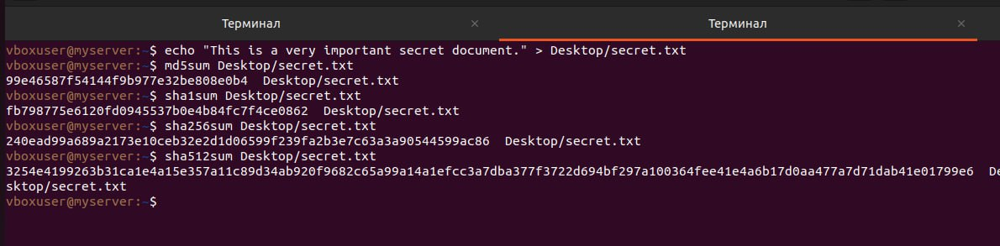 Терминал
Терминал
vboxuser@myserver:~$ echo "This is a very important secret document." > Desktop/secret.txt
vboxuser@myserver:~$ md5sum Desktop/secret.txt
99e46587f54144f9b977e32be808e0b4  Desktop/secret.txt
vboxuser@myserver:~$ sha1sum Desktop/secret.txt
fb798775e6120fd0945537b0e4b84fc7f4ce0862  Desktop/secret.txt
vboxuser@myserver:~$ sha256sum Desktop/secret.txt
240ead99a689a2173e10ceb32e2d1d06599f239fa2b3e7c63a3a90544599ac86  Desktop/secret.txt
vboxuser@myserver:~$ sha512sum Desktop/secret.txt
3254e4199263b31ca1e4a15e357a11c89d34ab920f9682c65a99a14a1efcc3a7dba377f3722d694bf297a100364fee41e4a6b17d0aa477a7d71dab41e01799e6  De
sktop/secret.txt
vboxuser@myserver:~$